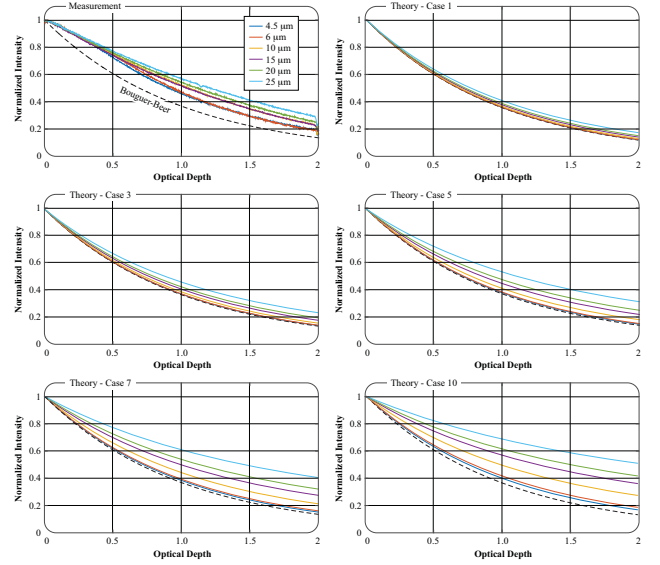 Measurement
Normalized Intensity
1
0.8
0.6
0.4
0.2
0
Bouguer-Beer
4.5 µm
6 µm
10 µm
15 µm
20 µm
25 µm
0
0.5
1.0
1.5
2
Optical Depth
Theory - Case 1
Normalized Intensity
1
0.8
0.6
0.4
0.2
0
0
0.5
1.0
1.5
2
Optical Depth
Theory - Case 3
Normalized Intensity
1
0.8
0.6
0.4
0.2
0
0
0.5
1.0
1.5
2
Optical Depth
Theory - Case 5
Normalized Intensity
1
0.8
0.6
0.4
0.2
0
0
0.5
1.0
1.5
2
Optical Depth
Theory - Case 7
Normalized Intensity
1
0.8
0.6
0.4
0.2
0
0
0.5
1.0
1.5
2
Optical Depth
Theory - Case 10
Normalized Intensity
1
0.8
0.6
0.4
0.2
0
0
0.5
1.0
1.5
2
Optical Depth